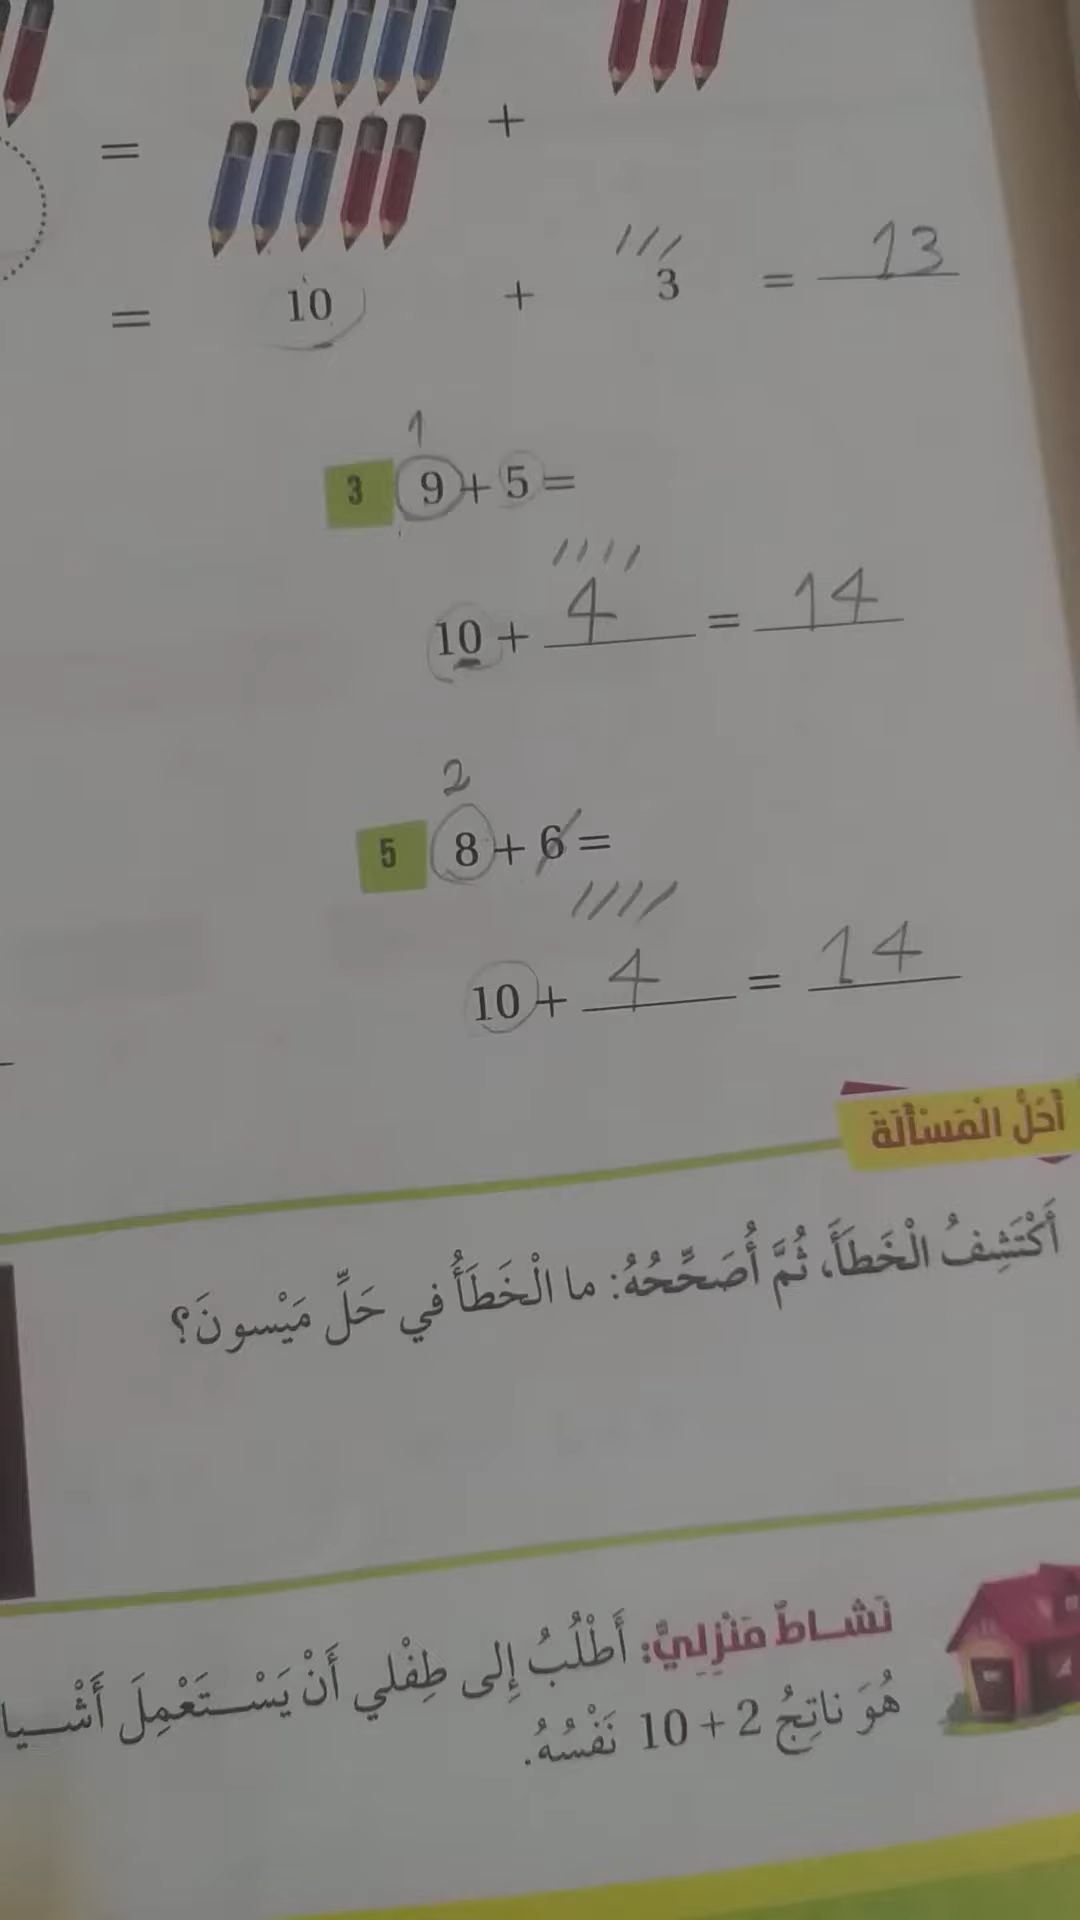 = +
= 10 + 3 = 13
1
3 9 + 5 =
10 + 4 = 14
2
5 8 + 6 =
10 + 4 = 14
أَحُلُّ الْمَسْأَلَةَ
أَكْتَشِفُ الْخَطَأَ، ثُمَّ أُصَحِّحُهُ: ما الْخَطَأُ في حَلِّ مَيْسونَ؟
نَشاطٌ مَنْزِلِيٌّ: أَطْلُبُ إِلى طِفْلي أَنْ يَسْتَعْمِلَ
هُوَ ناتِجُ 2 + 10 نَفْسُهُ.